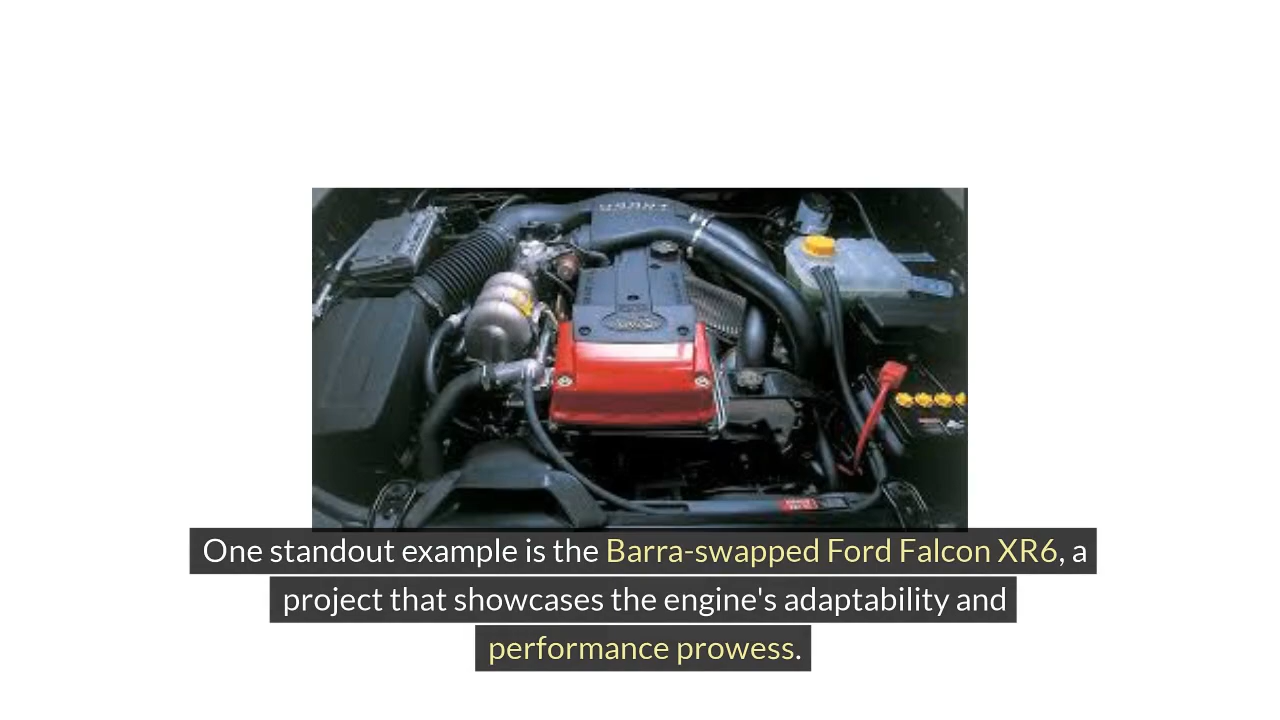 One standout example is the Barra-swapped Ford Falcon XR6, a
project that showcases the engine's adaptability and
performance prowess.